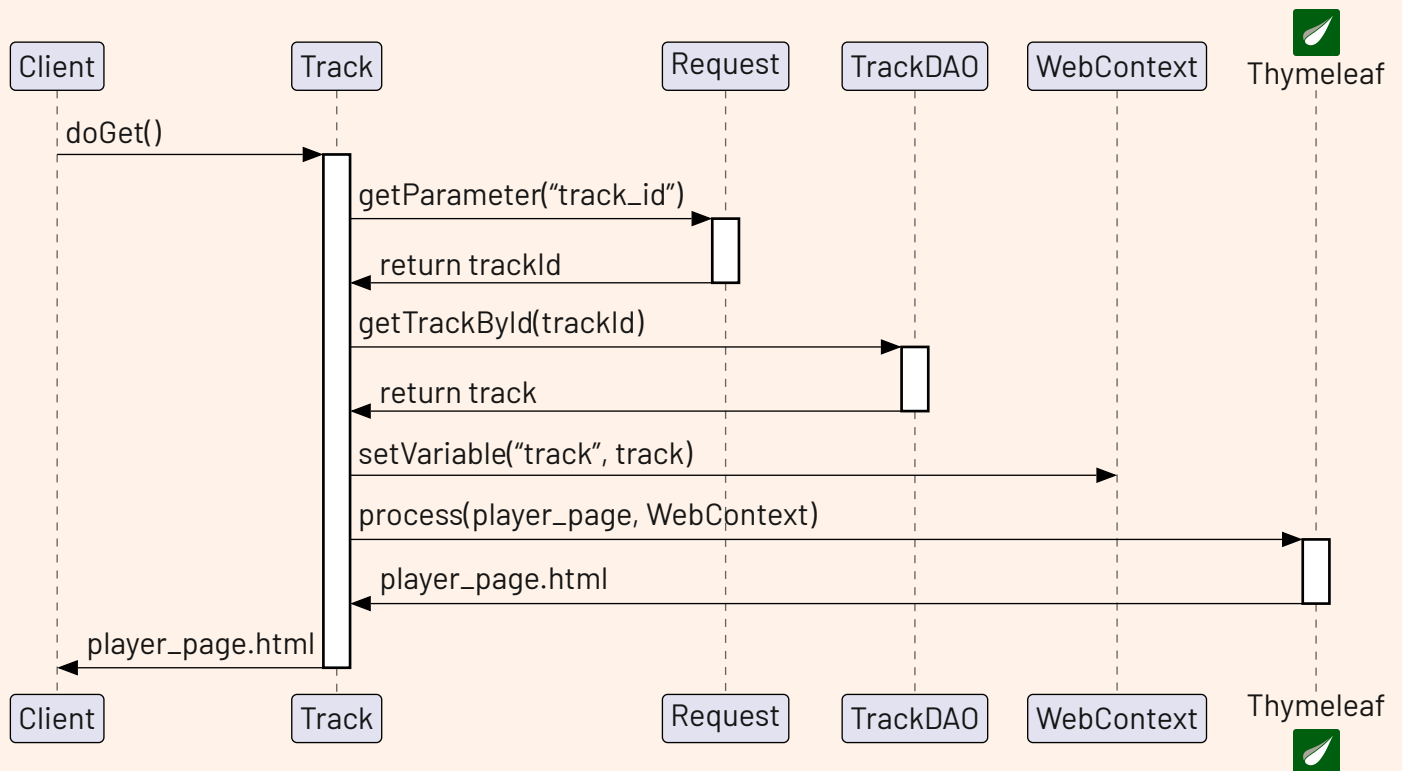 Client
Track
Request
TrackDAO
WebContext
Thymeleaf
doGet()
getParameter(“track_id”)
return trackId
getTrackById(trackId)
return track
setVariable(“track”, track)
process(player_page, WebContext)
player_page.html
player_page.html
Client
Track
Request
TrackDAO
WebContext
Thymeleaf